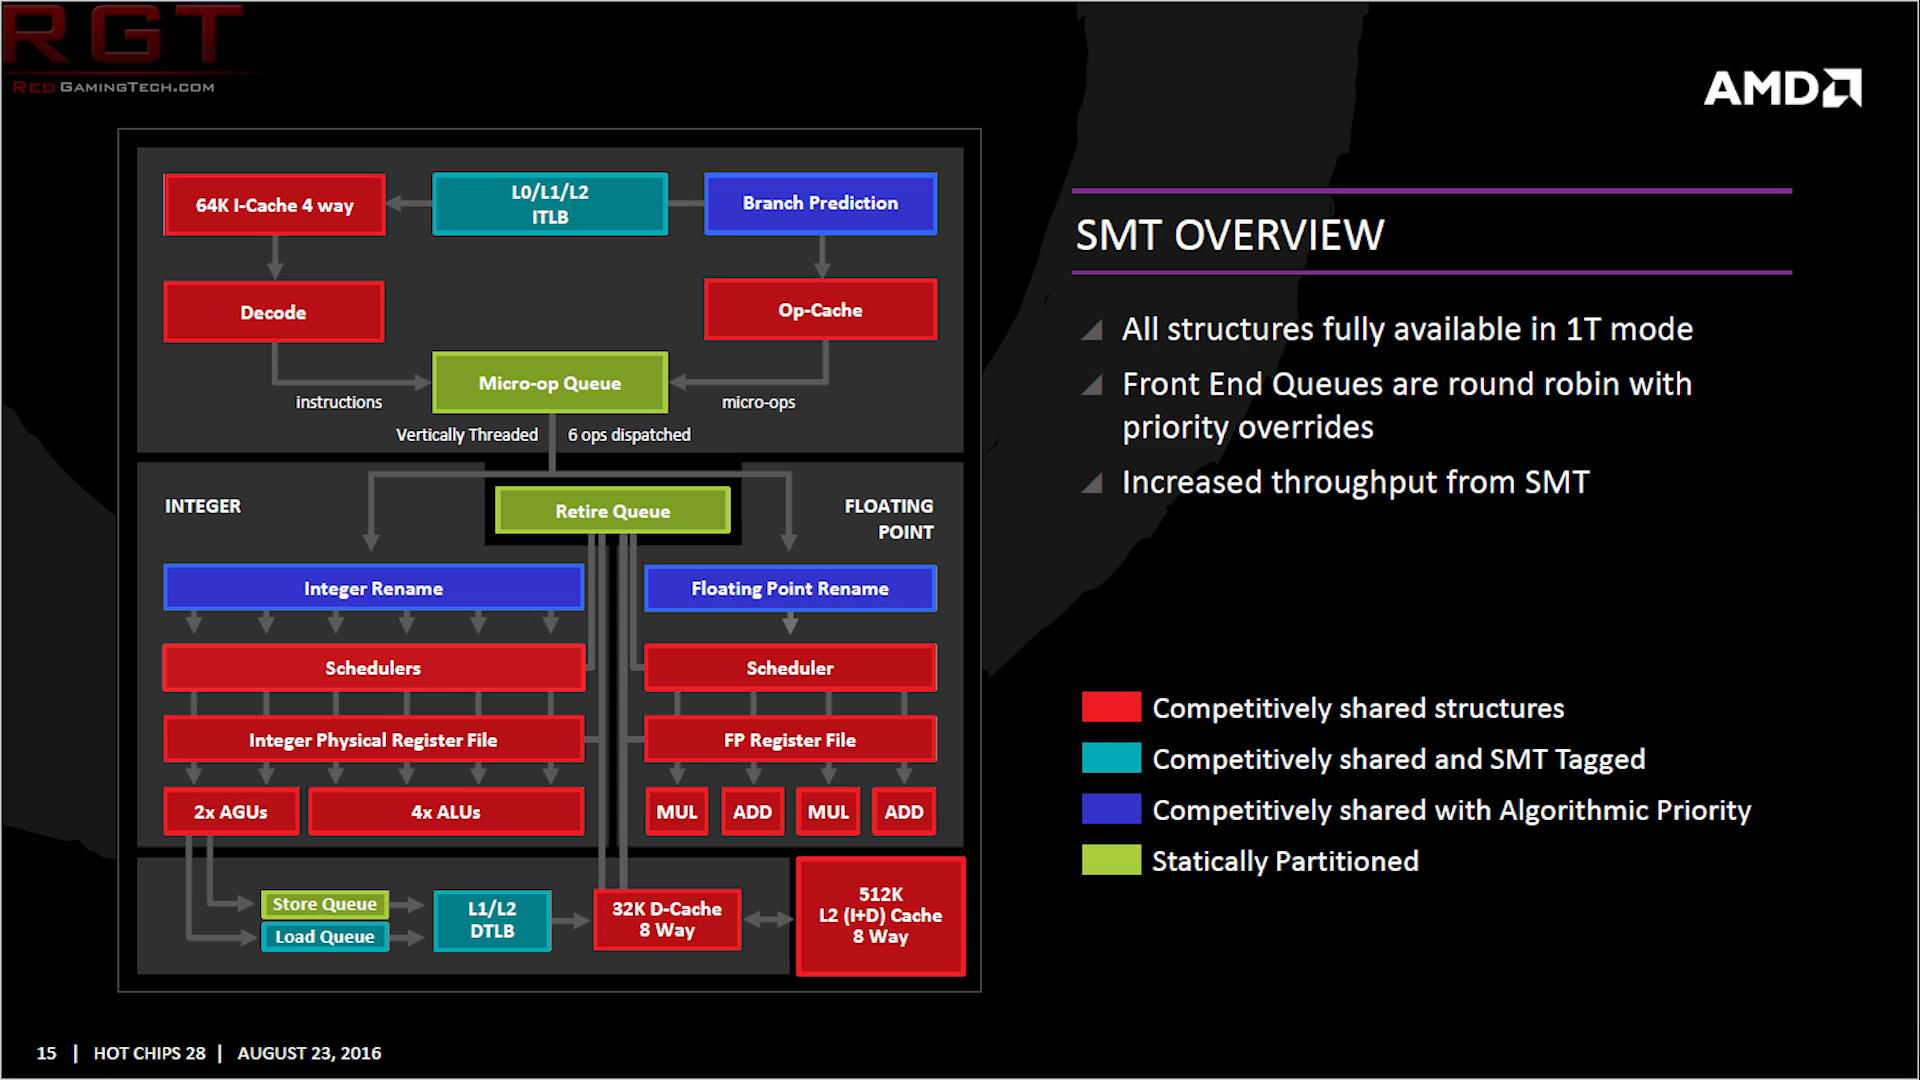 RGT
REDGAMINGTECH.COM
AMD
64K I-Cache 4 way
L0/L1/L2
ITLB
Branch Prediction
Decode
Op-Cache
Micro-op Queue
instructions
micro-ops
Vertically Threaded
6 ops dispatched
INTEGER
Retire Queue
FLOATING
POINT
Integer Rename
Floating Point Rename
Schedulers
Scheduler
Integer Physical Register File
FP Register File
2x AGUs
4x ALUs
MUL
ADD
MUL
ADD
Store Queue
Load Queue
L1/L2
DTLB
32K D-Cache
8 Way
512K
L2 (I+D) Cache
8 Way
SMT OVERVIEW
All structures fully available in 1T mode
Front End Queues are round robin with
priority overrides
Increased throughput from SMT
Competitively shared structures
Competitively shared and SMT Tagged
Competitively shared with Algorithmic Priority
Statically Partitioned
15 | HOT CHIPS 28 | AUGUST 23, 2016